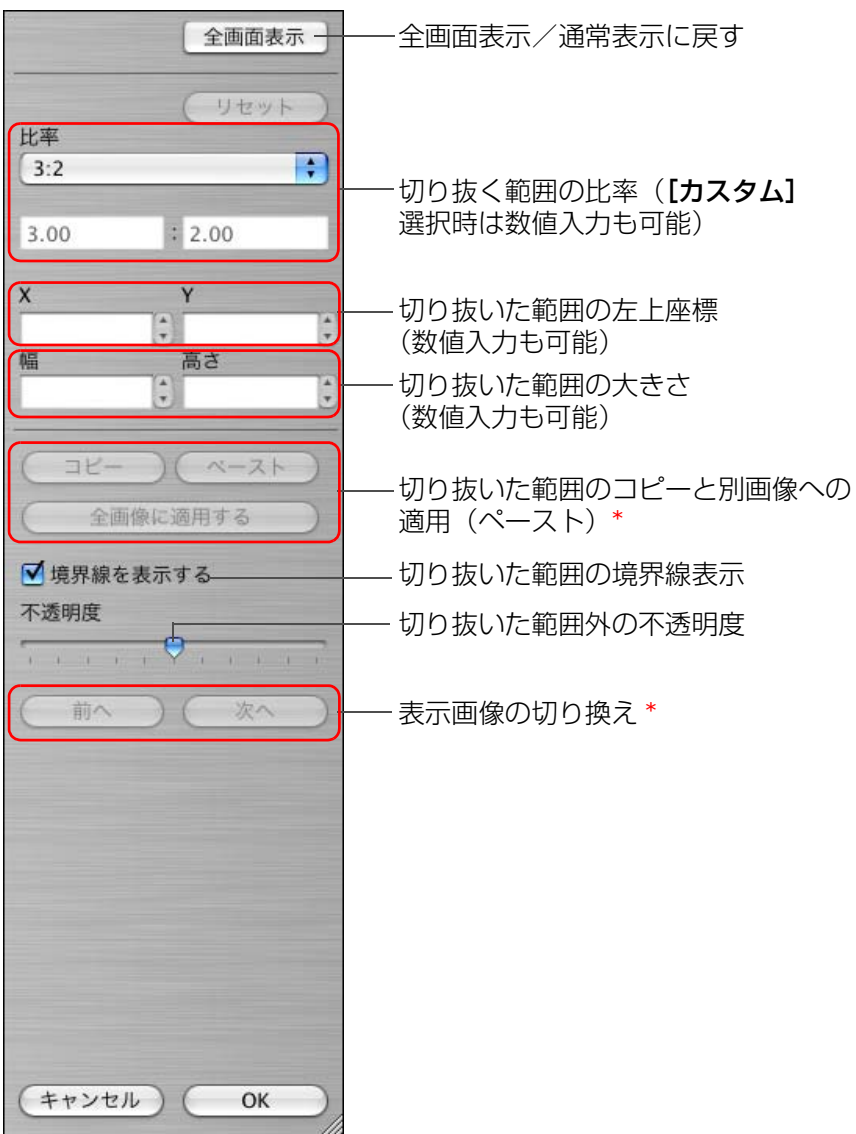 全画面表示
全画面表示／通常表示に戻す
リセット
比率
3:2
3.00 : 2.00
切り抜く範囲の比率（[カスタム]
選択時は数値入力も可能）
X Y
切り抜いた範囲の左上座標
（数値入力も可能）
幅 高さ
切り抜いた範囲の大きさ
（数値入力も可能）
コピー ペースト
全画像に適用する
切り抜いた範囲のコピーと別画像への
適用（ペースト）*
境界線を表示する
切り抜いた範囲の境界線表示
不透明度
切り抜いた範囲外の不透明度
前へ 次へ
表示画像の切り換え *
キャンセル OK